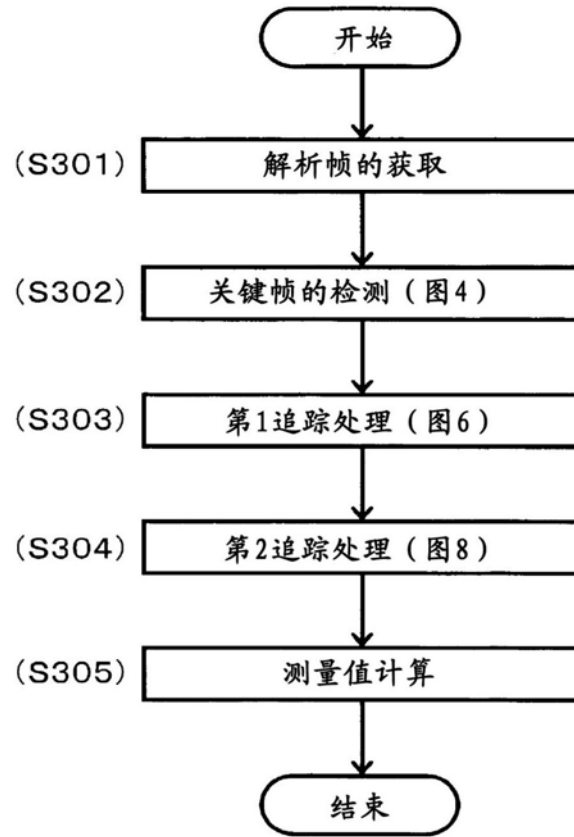 开始
(S301) 解析帧的获取
(S302) 关键帧的检测(图4)
(S303) 第1追踪处理(图6)
(S304) 第2追踪处理(图8)
(S305) 测量值计算
结束